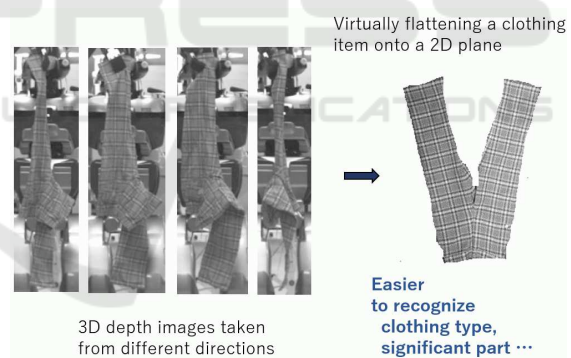 Virtually flattening a clothing
item onto a 2D plane
3D depth images taken
from different directions
Easier
to recognize
clothing type,
significant part ···